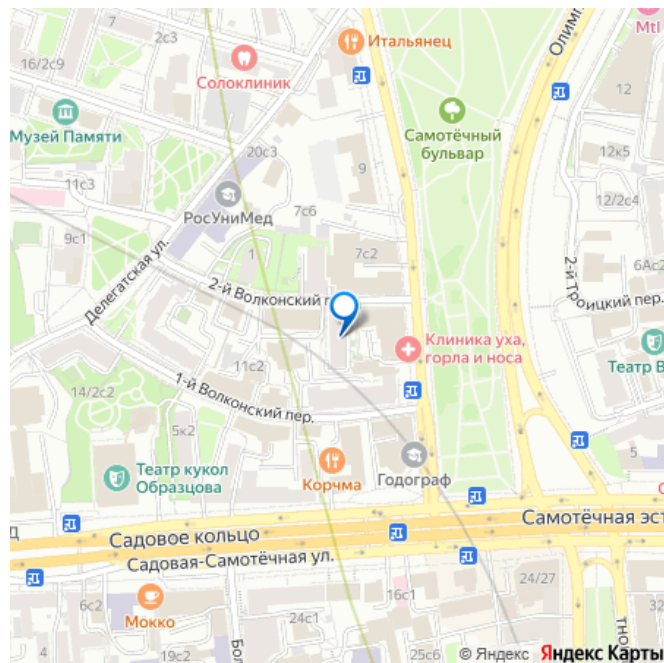 7
2с3
16/2с9
Солоклиник
Итальянец
Олимп
Mtl
Музей Памяти
Самотёчный
бульвар
12
20с3
9
12к5
11с3
РосУниМед
7с6
12/2с4
9с1
1
7с2
Делегатская ул.
2-й Волконский п
2-й Троицкий пер.
6Ас2
Клиника уха,
горла и носа
Театр В
11с2
14/2с2
1-й Волконский пер.
5к2
5
Театр кукол
Образцова
Корчма
Годограф
Д
Садовое кольцо
Самотёчная эст
Садовая-Самотёчная ул.
6с2
Мокко
24с1
16с1
24/27
32
4
19с2
Бол
25с6
© Яндекс Яндекс Карты